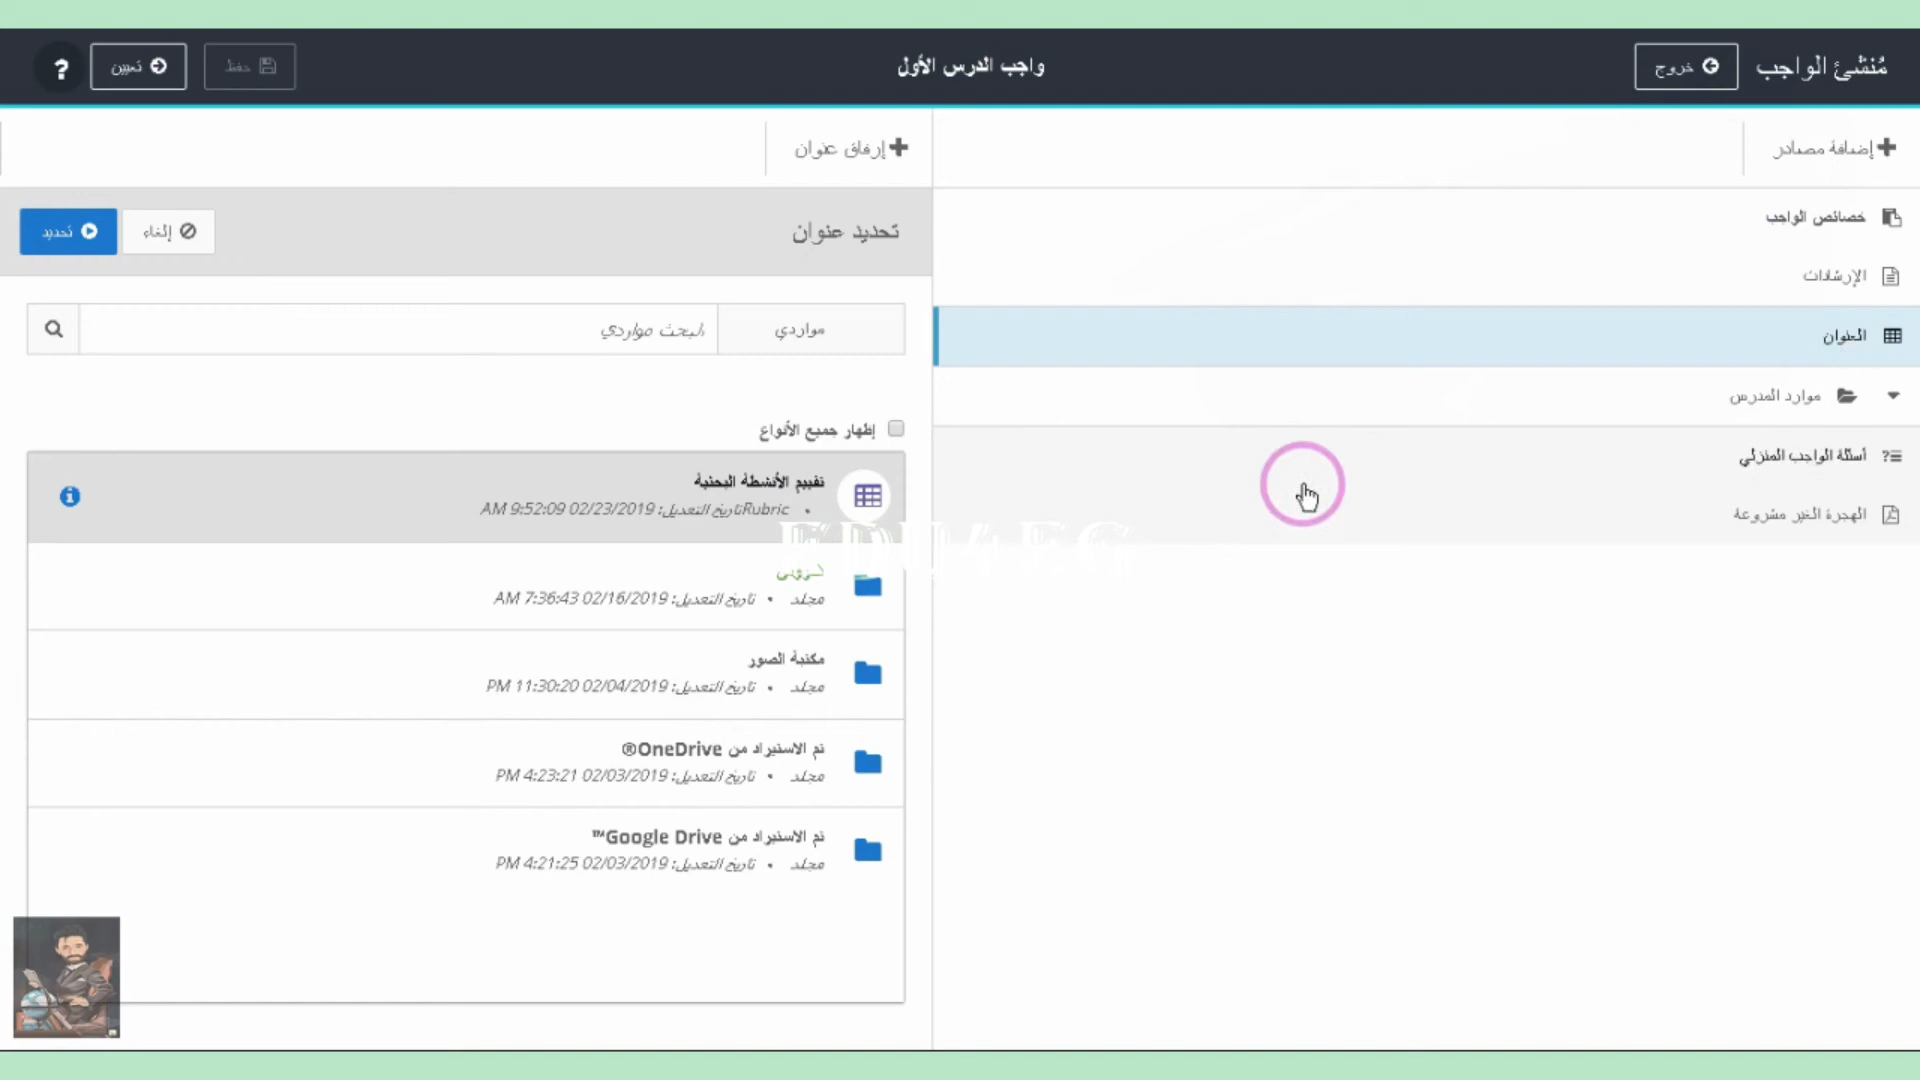 مُنشئ الواجب
خروج
واجب الدرس الأول
حفظ
تعيين
?
إضافة مصادر
خصائص الواجب
الإرشادات
العنوان
موارد المدرس
أسئلة الواجب المنزلي
الهجرة الغير مشروعة
إرفاق عنوان
تحديد عنوان
إلغاء
تحديد
مواردي
البحث مواردي
إظهار جميع الأنواع
تقييم الأنشطة البحثية
• Rubricتاريخ التعديل: 02/23/2019 9:52:09 AM
مجلد • تاريخ التعديل: 02/16/2019 7:36:43 AM
مكتبة الصور
مجلد • تاريخ التعديل: 02/04/2019 11:30:20 PM
تم الاستيراد من OneDrive®
مجلد • تاريخ التعديل: 02/03/2019 4:23:21 PM
تم الاستيراد من Google Drive™
مجلد • تاريخ التعديل: 02/03/2019 4:21:25 PM
EDU4EG